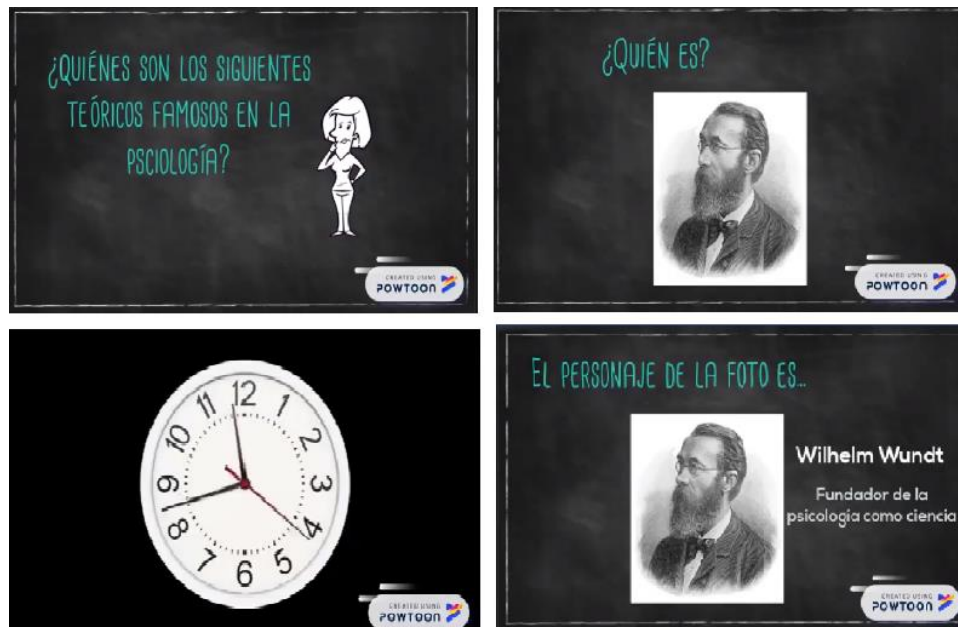 ¿QUIÉNES SON LOS SIGUIENTES
TEÓRICOS FAMOSOS EN LA
PSCIOLOGÍA?
CREATED USING
POWTOON
¿QUIÉN ES?
CREATED USING
POWTOON
12
1
2
3
4
5
6
7
8
9
10
11
CREATED USING
POWTOON
EL PERSONAJE DE LA FOTO ES...
Wilhelm Wundt
Fundador de la
psicología como ciencia
CREATED USING
POWTOON